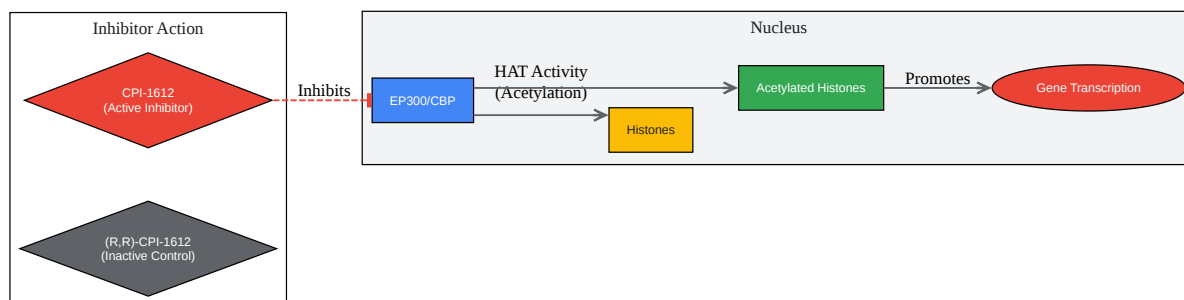 Inhibitor Action
CPI-1612
(Active Inhibitor)
(R,R)-CPI-1612
(Inactive Control)
Inhibits
Nucleus
EP300/CBP
HAT Activity
(Acetylation)
Histones
Acetylated Histones
Promotes
Gene Transcription